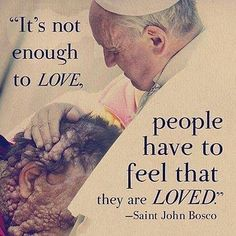 “It's not
enough
to LOVE,
people
have to
feel that
they are LOVED.”
—Saint John Bosco